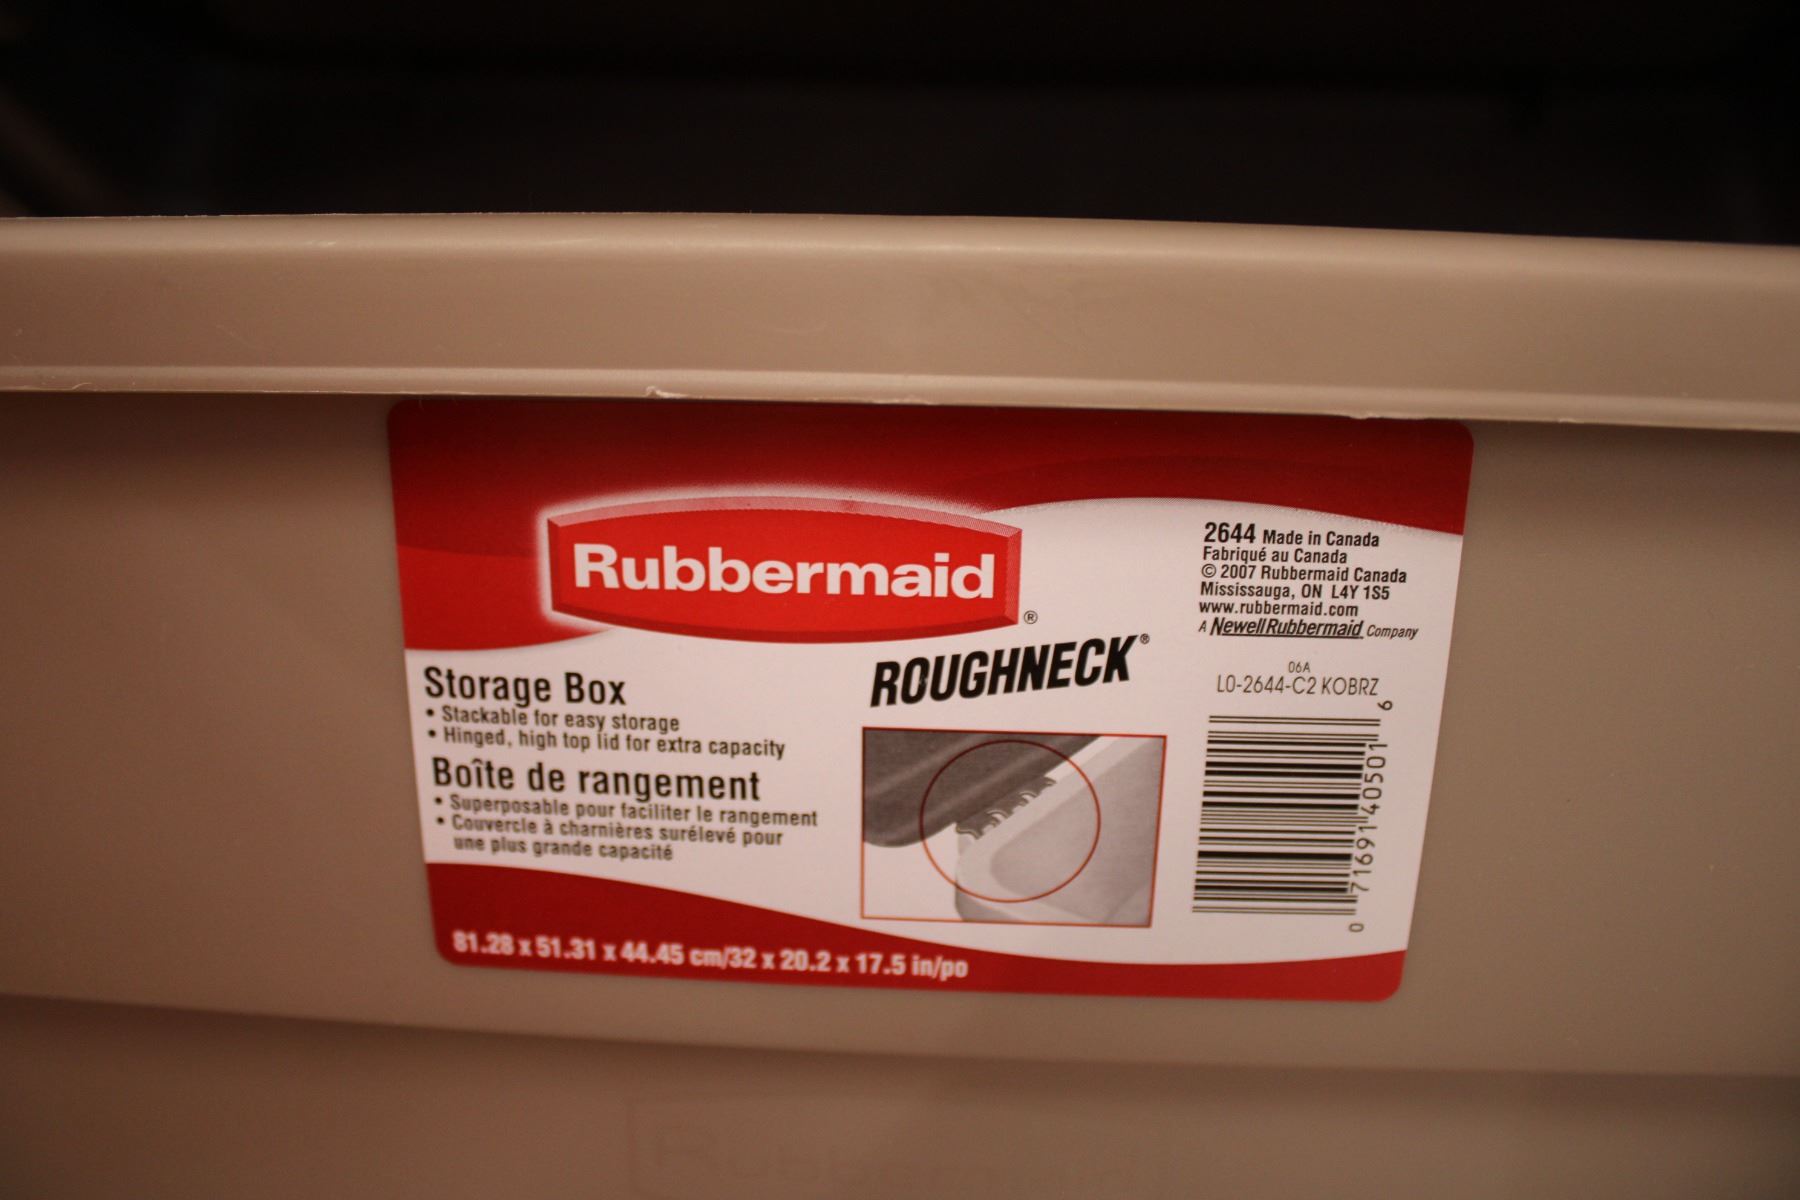 Rubbermaid®
ROUGHNECK®
Storage Box
• Stackable for easy storage
• Hinged, high top lid for extra capacity
Boîte de rangement
• Superposable pour faciliter le rangement
• Couvercle à charnières surélevé pour
une plus grande capacité
81.28 x 51.31 x 44.45 cm/32 x 20.2 x 17.5 in/po
2644 Made in Canada
Fabriqué au Canada
© 2007 Rubbermaid Canada
Mississauga, ON L4Y 1S5
www.rubbermaid.com
A Newell Rubbermaid Company
06A
L0-2644-C2 KOBRZ
0 71691 40501 6
Rubbermaid